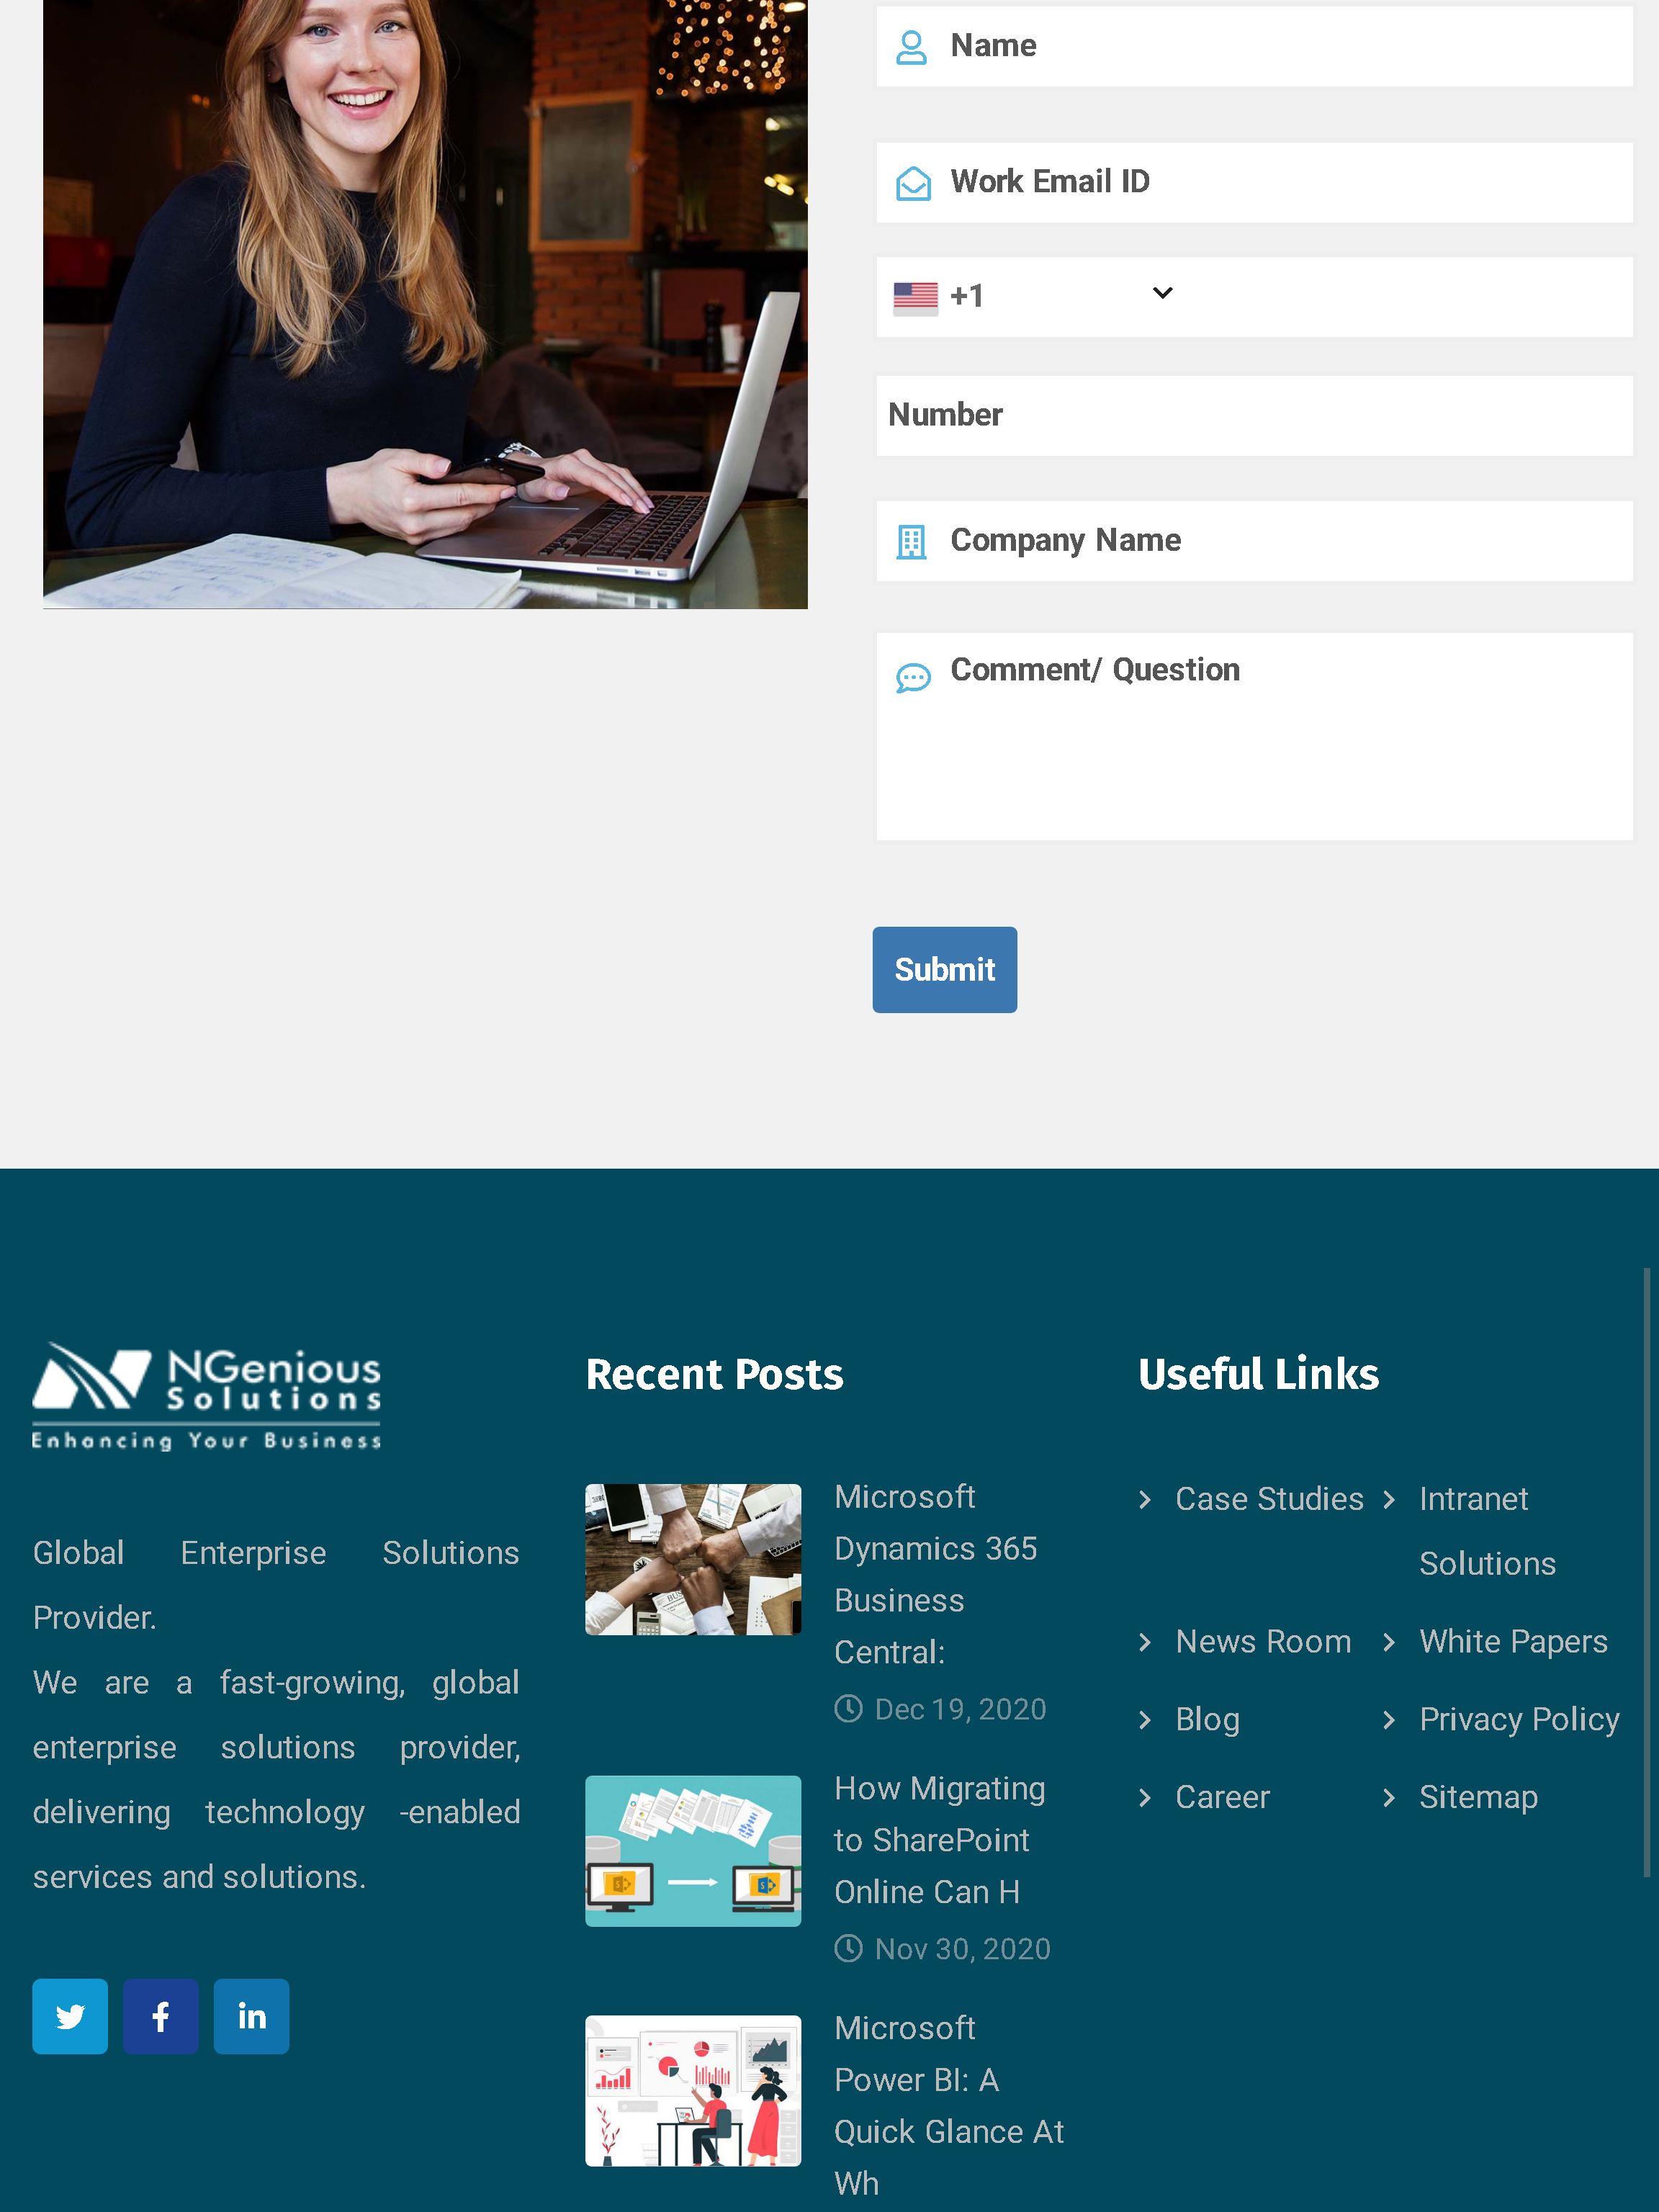 Name
Work Email ID
+1
Number
Company Name
Comment/ Question
Submit
NGenious
Solutions
Enhancing Your Business
Global Enterprise Solutions
Provider.
We are a fast-growing, global
enterprise solutions provider,
delivering technology -enabled
services and solutions.
Recent Posts
Microsoft
Dynamics 365
Business
Central:
Dec 19, 2020
How Migrating
to SharePoint
Online Can H
Nov 30, 2020
Microsoft
Power BI: A
Quick Glance At
Wh
Useful Links
Case Studies
Intranet
Solutions
News Room
White Papers
Blog
Privacy Policy
Career
Sitemap